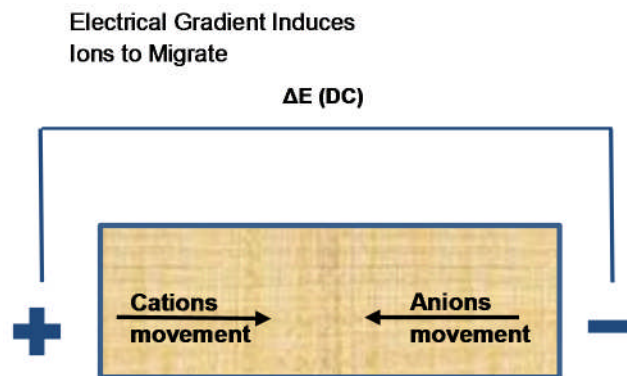 Electrical Gradient Induces
Ions to Migrate
ΔE (DC)
Cations
movement
Anions
movement